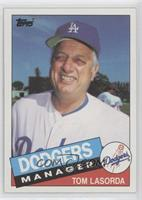 Topps
LA
DODGERS
MANAGER
Dodgers
TOM LASORDA